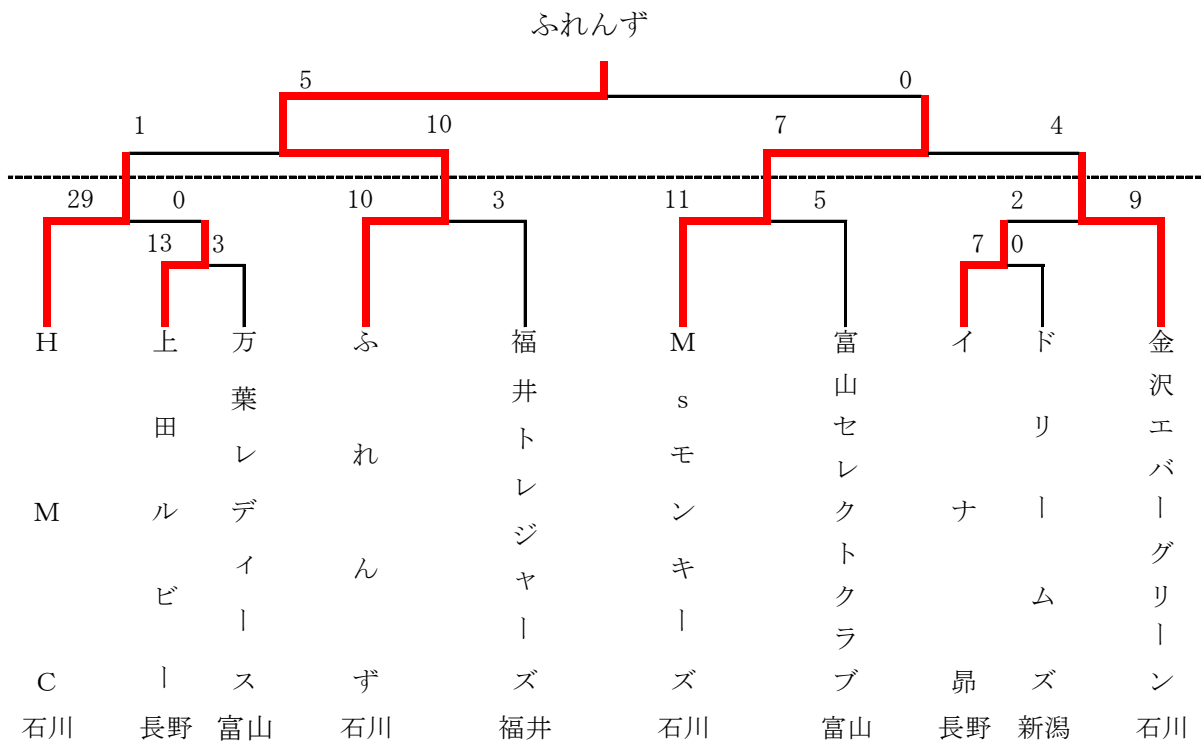 ふれんず
5
0
1
10
7
4
29
0
10
3
11
5
2
9
13
3
7
0
HMC
上田ルビー
万葉レディース
ふれんず
福井トレジャーズ
Msモンキーズ
富山セレクトクラブ
イナ昴
ドリームズ
金沢エバーグリーン
石川
長野
富山
石川
福井
石川
富山
長野
新潟
石川